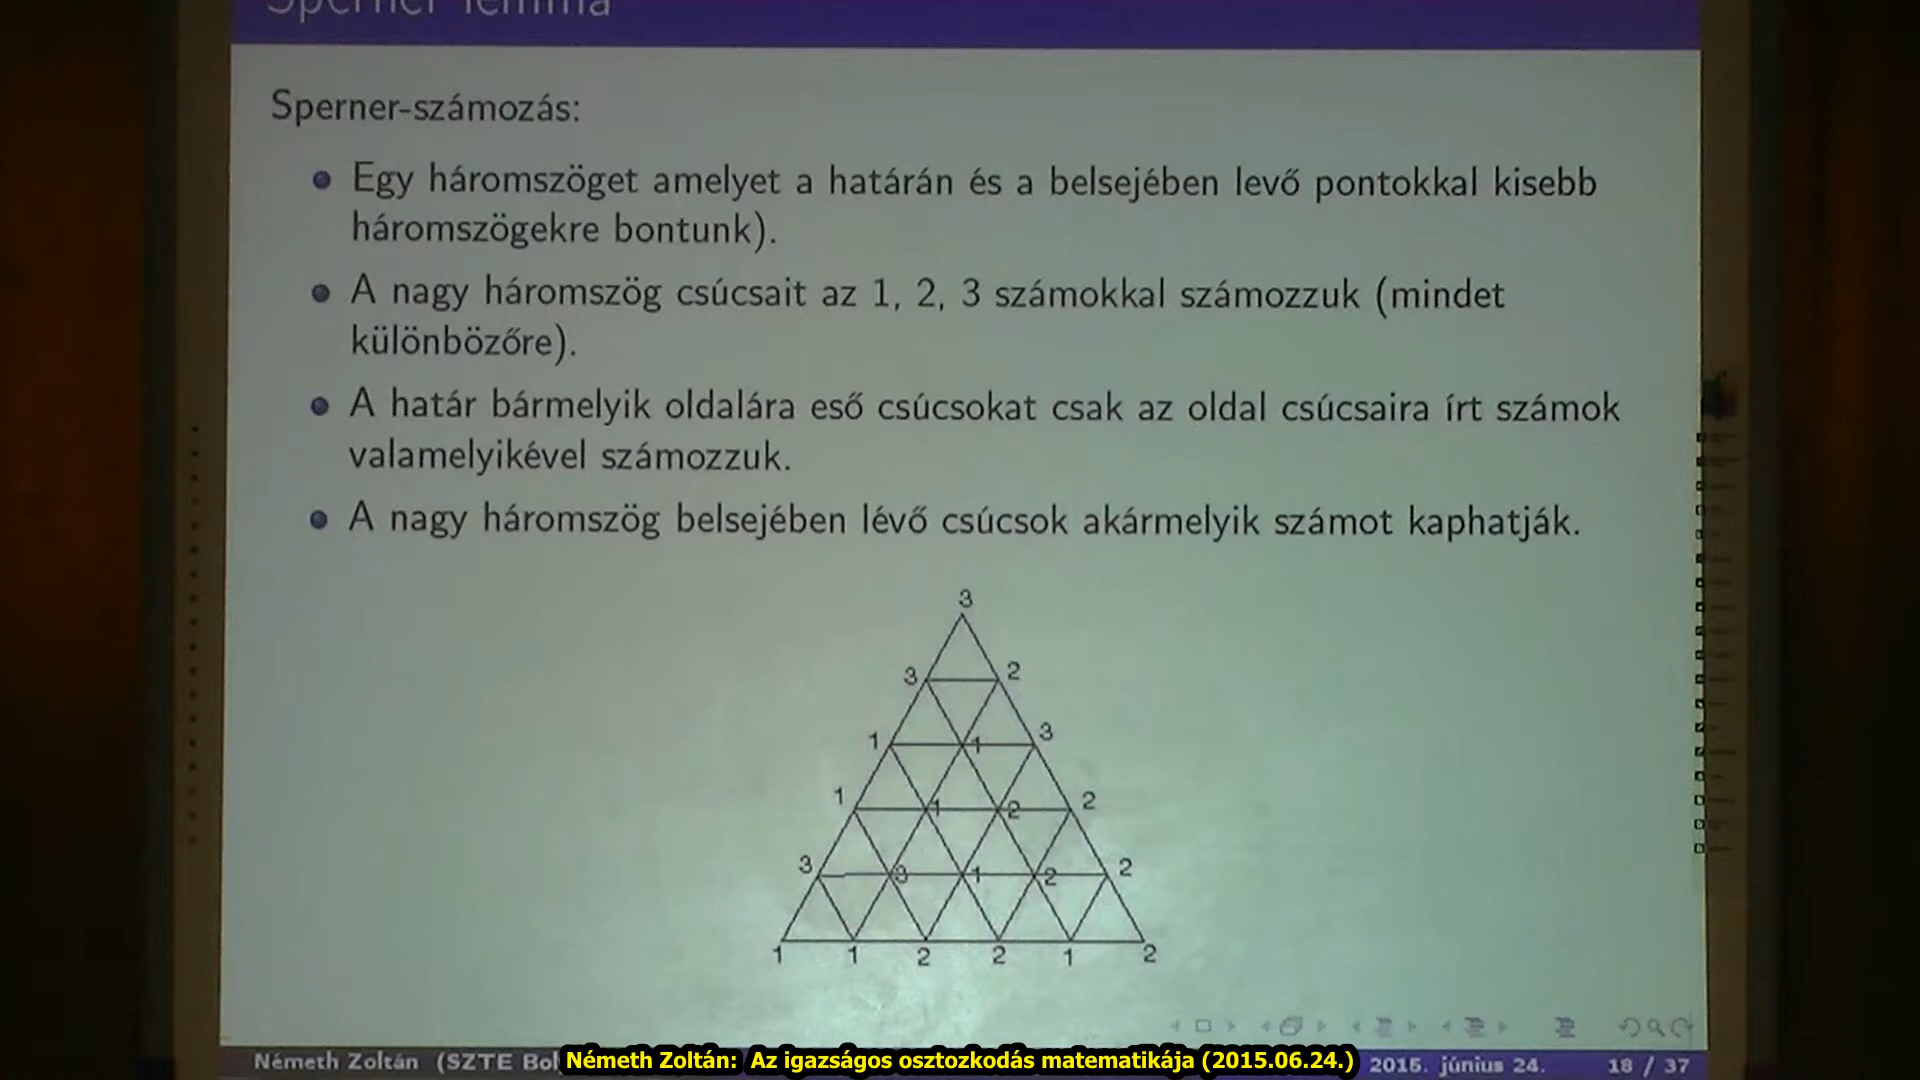 Sperner lemma
Sperner-számozás:
Egy háromszöget amelyet a határán és a belsejében levő pontokkal kisebb
háromszögekre bontunk).
A nagy háromszög csúcsait az 1, 2, 3 számokkal számozzuk (mindet
különbözőre).
A határ bármelyik oldalára eső csúcsokat csak az oldal csúcsaira írt számok
valamelyikével számozzuk.
A nagy háromszög belsejében lévő csúcsok akármelyik számot kaphatják.
3
3 2
1 1 3
1 1 2 2
3 3 1 2 2
1 1 2 2 1 2
Németh Zoltán (SZTE Bol
Németh Zoltán: Az igazságos osztozkodás matematikája (2015.06.24.)
2015. június 24. 18 / 37